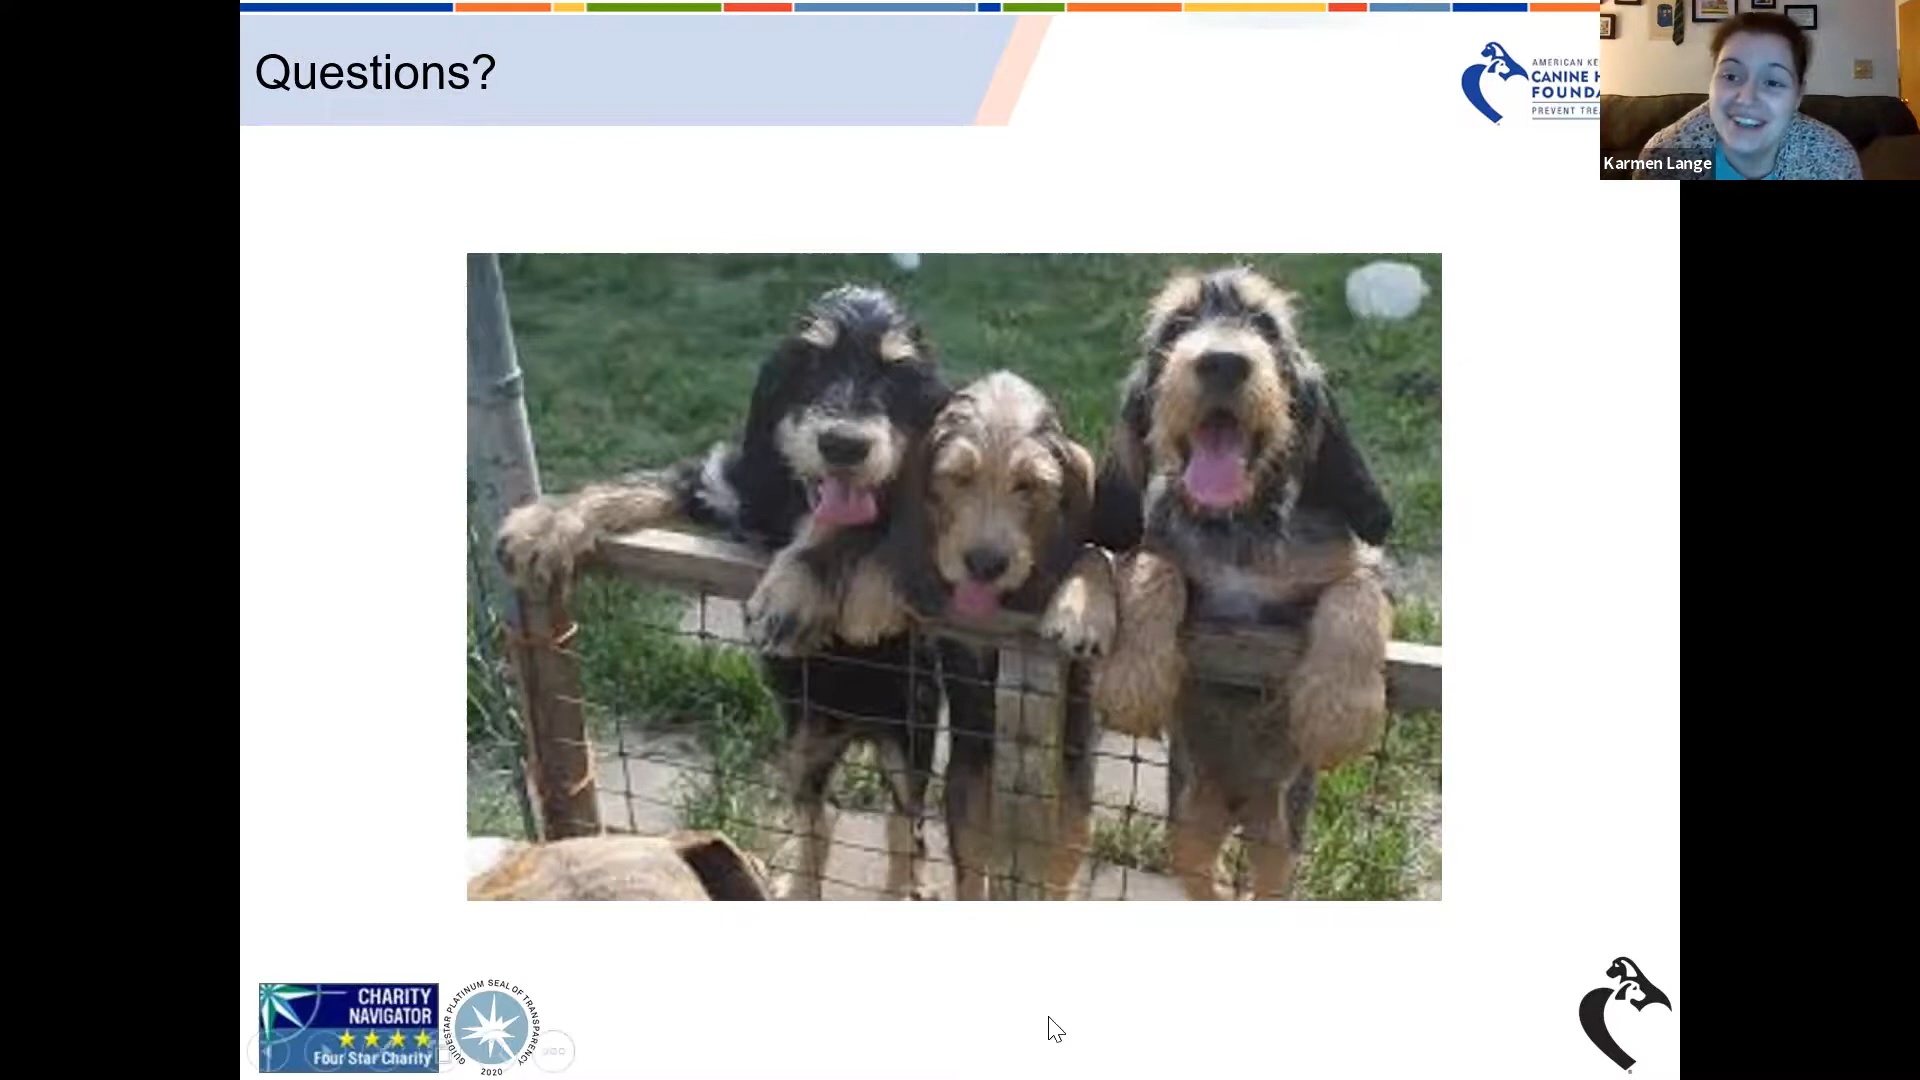 Questions?
AMERICAN KE
CANINE H
FOUNDA
PREVENT TRE
Karmen Lange
CHARITY
NAVIGATOR
Four Star Charity
GUIDESTAR PLATINUM SEAL OF TRANSPARENCY
2020